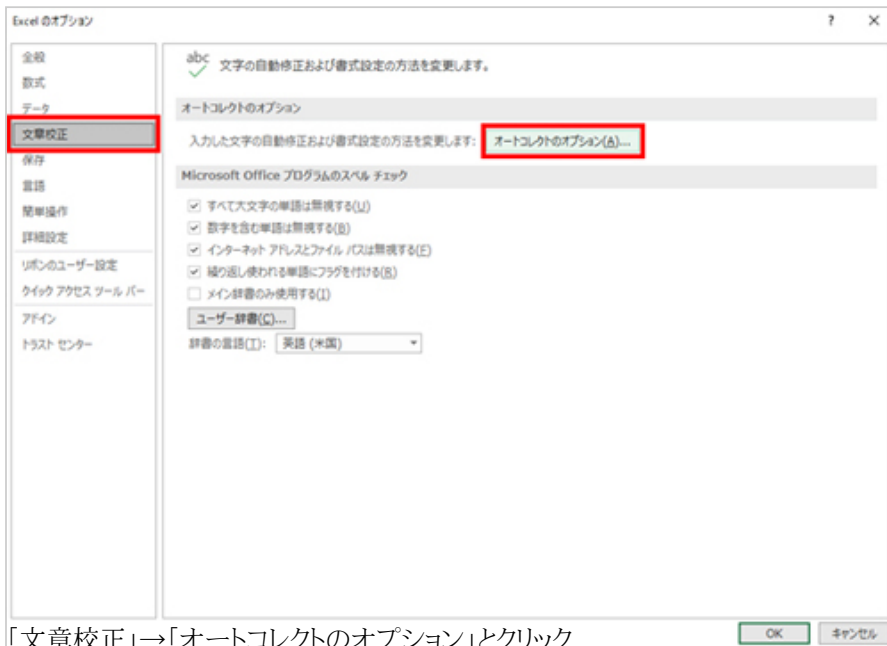 Excel のオプション
? ×
全般
数式
データ
文章校正
保存
言語
簡単操作
詳細設定
リボンのユーザー設定
クイック アクセス ツール バー
アドイン
トラスト センター
abc
文字の自動修正および書式設定の方法を変更します。
オートコレクトのオプション
入力した文字の自動修正および書式設定の方法を変更します: オートコレクトのオプション(A)...
Microsoft Office プログラムのスペル チェック
すべて大文字の単語は無視する(U)
数字を含む単語は無視する(B)
インターネット アドレスとファイル パスは無視する(F)
繰り返し使われる単語にフラグを付ける(R)
メイン辞書のみ使用する(I)
ユーザー辞書(C)...
辞書の言語(T): 英語 (米国)
「文章校正」→「オートコレクトのオプション」とクリック
OK キャンセル